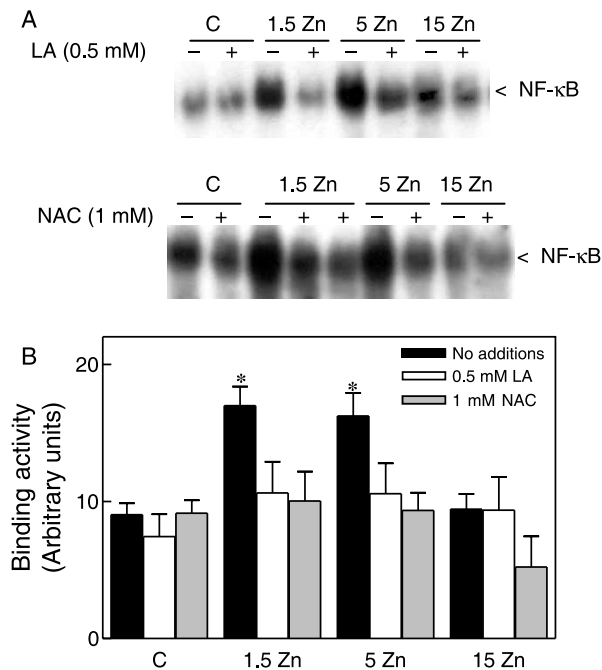 A
C 1.5 Zn 5 Zn 15 Zn
LA (0.5 mM) − + − + − + − +
< NF-κB
C 1.5 Zn 5 Zn 15 Zn
NAC (1 mM) − + − + + − + − +
< NF-κB
B
Binding activity
(Arbitrary units)
20
10
0
* *
No additions
0.5 mM LA
1 mM NAC
C 1.5 Zn 5 Zn 15 Zn